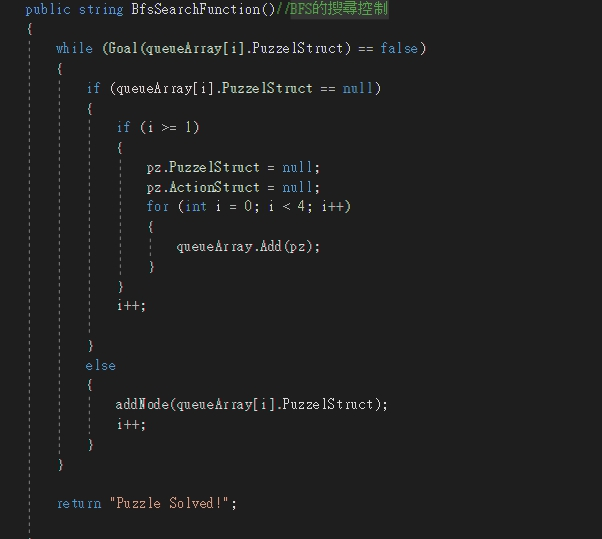 public string BfsSearchFunction()//BFS的搜尋控制
{
while (Goal(queueArray[i].PuzzelStruct) == false)
{
if (queueArray[i].PuzzelStruct == null)
{
if (i >= 1)
{
pz.PuzzelStruct = null;
pz.ActionStruct = null;
for (int i = 0; i < 4; i++)
{
queueArray.Add(pz);
}
}
i++;
}
else
{
addNode(queueArray[i].PuzzelStruct);
i++;
}
}
return "Puzzle Solved!";